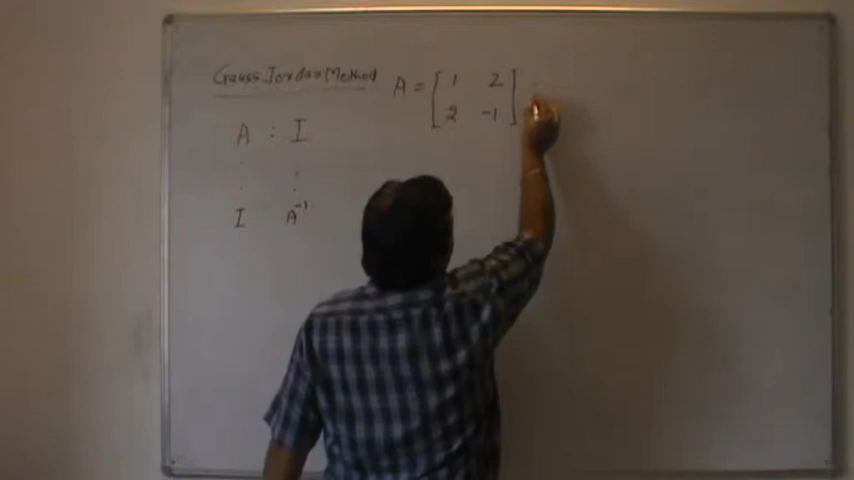 Gauss Jordan Method
A = [ 1 2
2 -1 ]
A : I
. .
. :
I A⁻¹